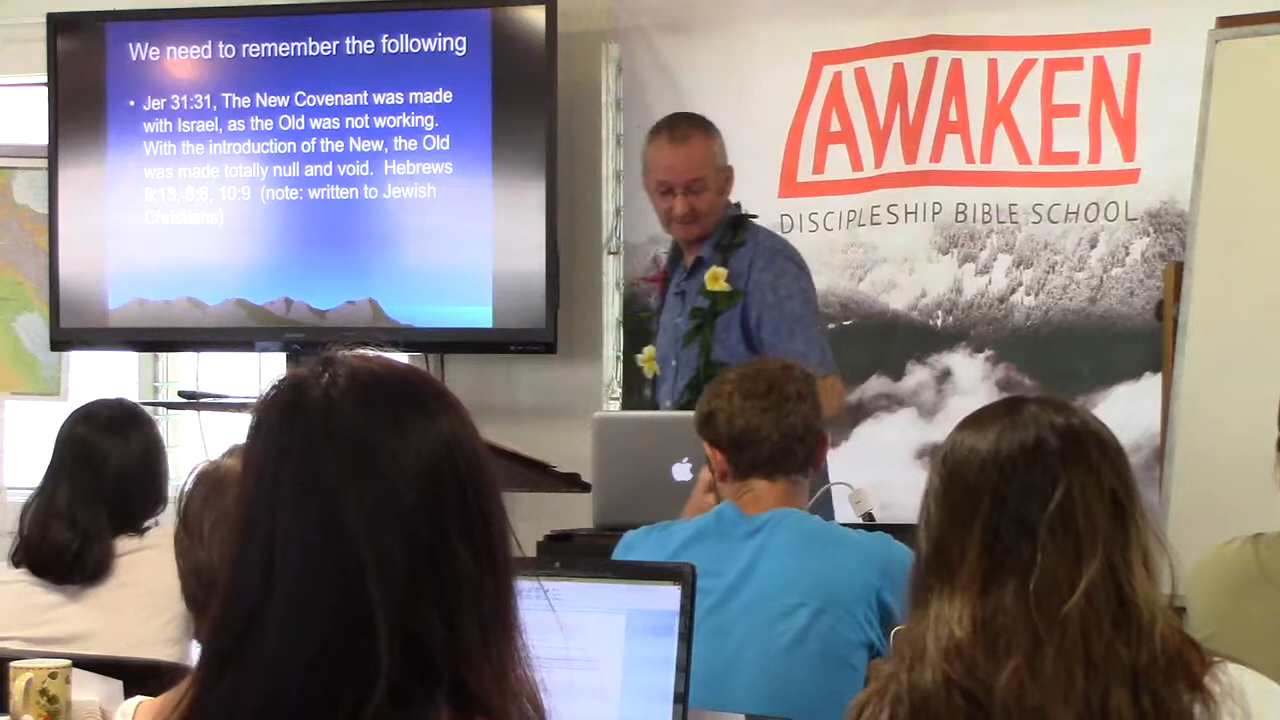 We need to remember the following
• Jer 31:31, The New Covenant was made
with Israel, as the Old was not working.
With the introduction of the New, the Old
was made totally null and void. Hebrews
8:13, 8:6, 10:9 (note: written to Jewish
Christians)
AWAKEN
DISCIPLESHIP BIBLE SCHOOL